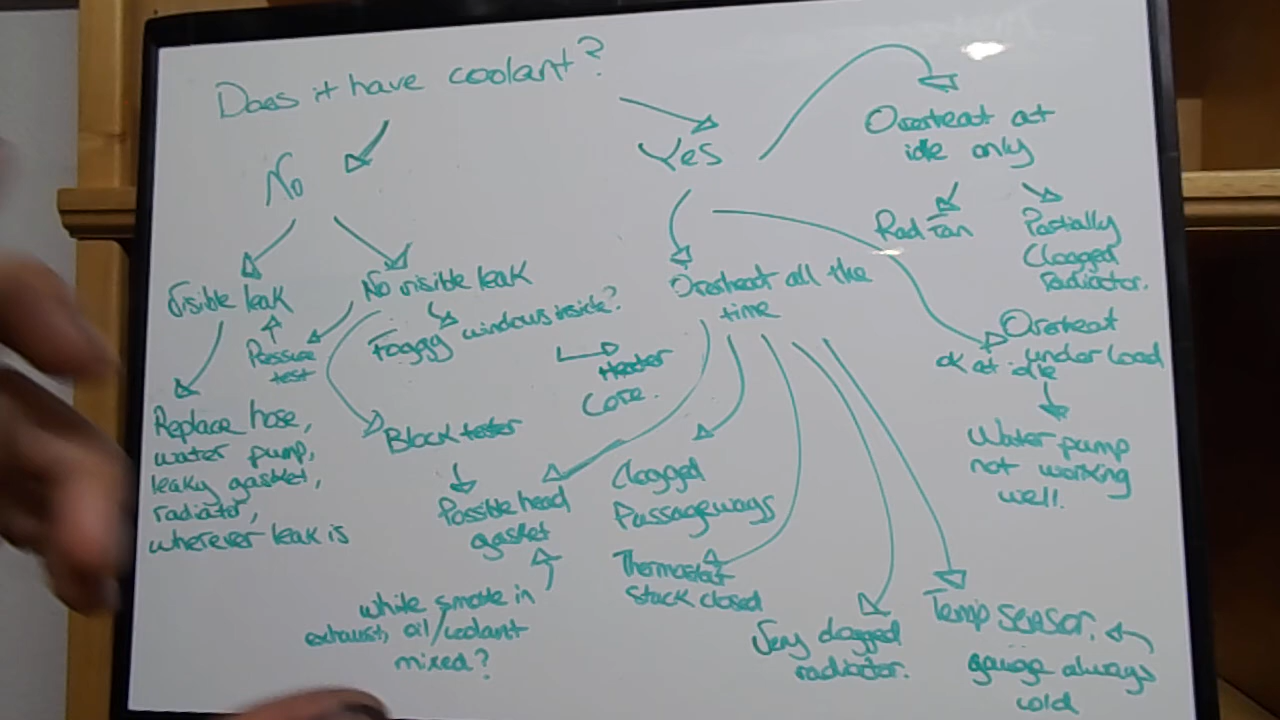 Does it have coolant?
No
Yes
Overheat at
idle only
Rad Fan
Partially
Clogged
radiator.
Visible leak
No visible leak
Pressure
test
Foggy windows inside?
Heater
Core.
Overheat all the
time
Overheat
under load
ok at idle
Replace hose,
water pump,
leaky gasket,
radiator,
wherever leak is
Block tester
Possible head
gasket
Clogged
Passageways
Water pump
not working
well.
Thermostat
stuck closed
white smoke in
exhaust, oil/coolant
mixed?
Very clogged
radiator.
Temp sensor.
gauge always
cold